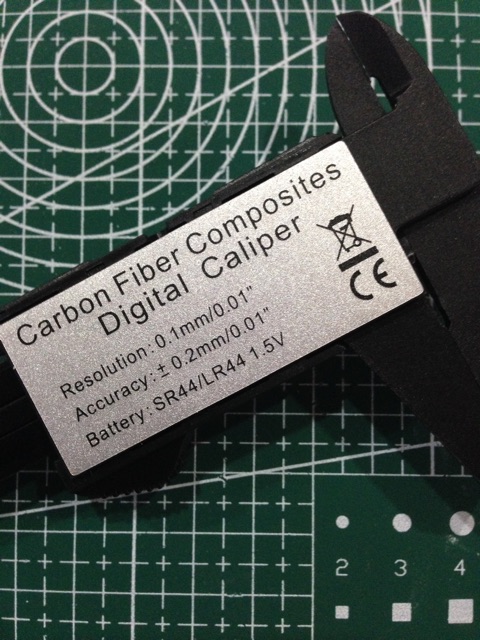 Carbon Fiber Composites
Digital Caliper
Resolution: 0.1mm/0.01"
Accuracy: ± 0.2mm/0.01"
Battery: SR44/LR44 1.5V
CE
2 3 4